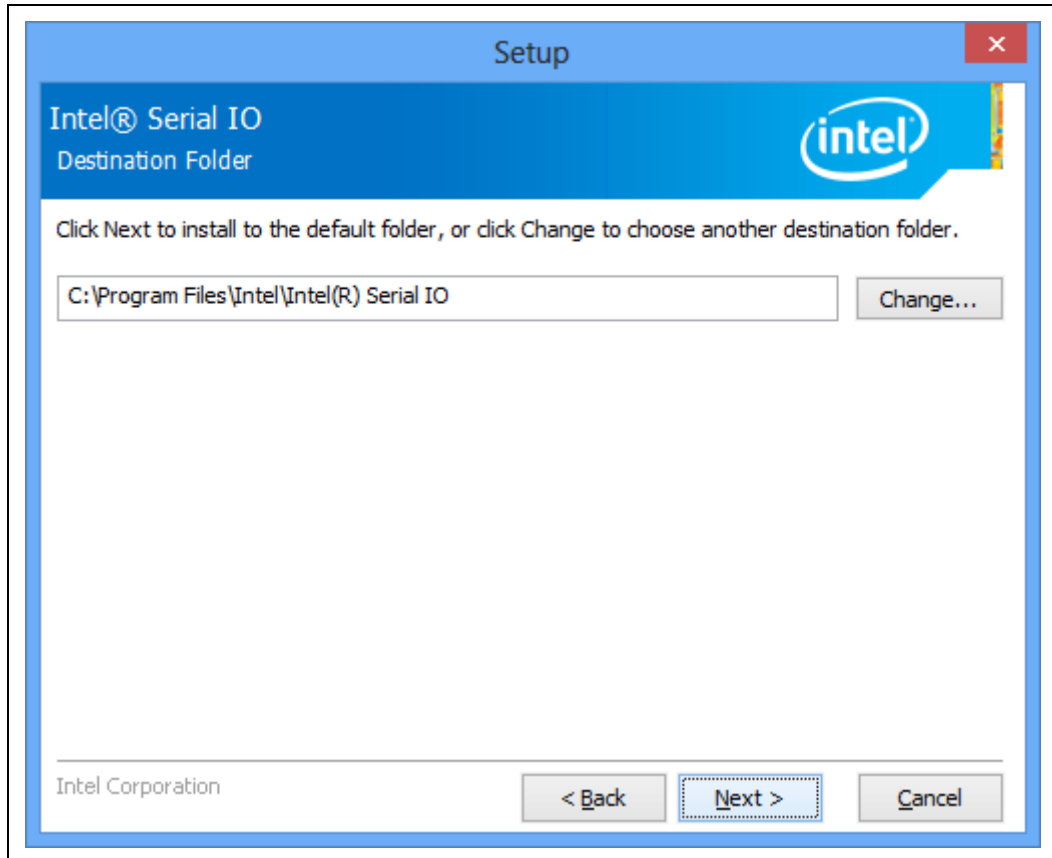 Setup
Intel® Serial IO
Destination Folder
intel
Click Next to install to the default folder, or click Change to choose another destination folder.
C:\Program Files\Intel\Intel(R) Serial IO
Change...
Intel Corporation
< Back
Next >
Cancel